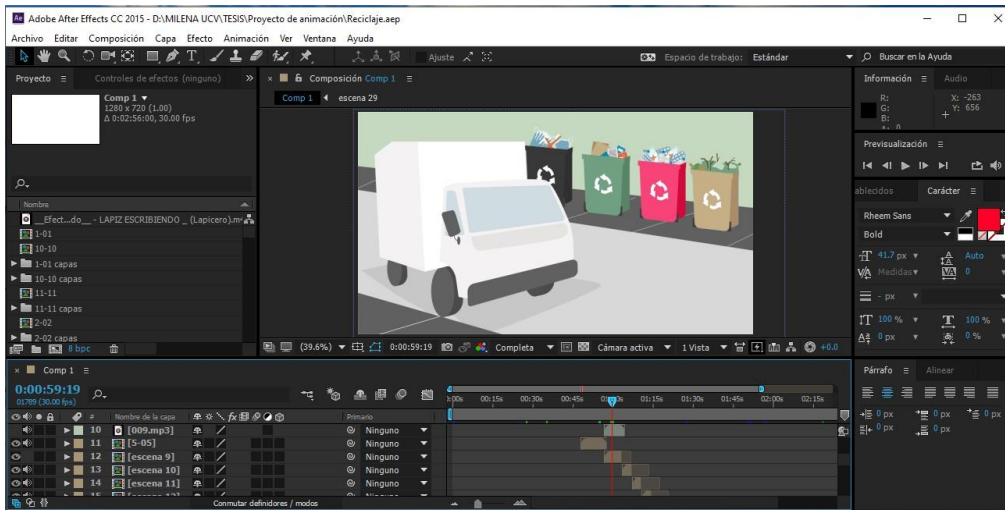 Adobe After Effects CC 2015 - D:\MILENA UCV\TESIS\Proyecto de animación\Reciclaje.aep
Archivo Editar Composición Capa Efecto Animación Ver Ventana Ayuda
Ajuste
Espacio de trabajo: Estándar
Buscar en la Ayuda
Proyecto
Controles de efectos (ninguno)
Composición Comp 1
Información
Audio
Comp 1
escena 29
Comp 1
1280 x 720 (1.00)
Δ 0:02:56:00, 30.00 fps
R:
G:
B:
X: -263
Y: 656
Previsualización
ablecidos
Carácter
Nombre
__Efect...do__ - LAPIZ ESCRIBIENDO _ (Lapicero).m
1-01
10-10
1-01 capas
10-10 capas
11-11
11-11 capas
2-02
2-02 capas
8 bpc
Rheem Sans
Bold
41.7 px
Auto
Medidas
0
- px
100 %
100 %
0 px
0 %
(39.6%)
0:00:59:19
Completa
Cámara activa
1 Vista
+0.0
Comp 1
0:00:59:19
01789 (30.00 fps)
00:15s 00:30s 00:45s 01:15s 01:30s 01:45s 02:00s 02:15s
# Nombre de la capa
Primario
10 [009.mp3] Ninguno
11 [5-05] Ninguno
12 [escena 9] Ninguno
13 [escena 10] Ninguno
14 [escena 11] Ninguno
Conmutar definidores / modos
Párrafo
Alinear
0 px 0 px 0 px
0 px 0 px